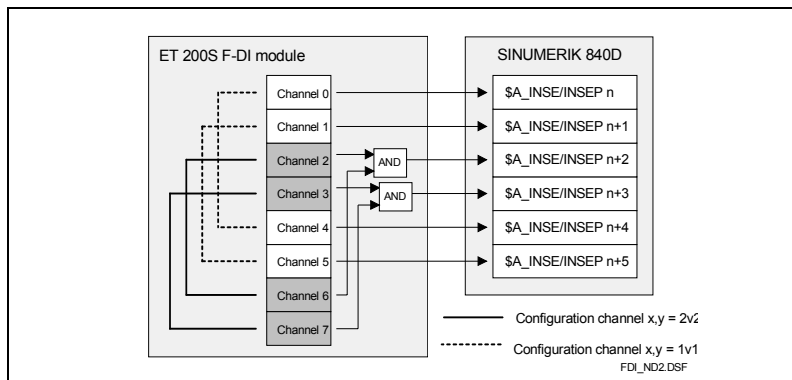 ET 200S F-DI module
SINUMERIK 840D
Channel 0
$A_INSE/INSEP n
Channel 1
$A_INSE/INSEP n+1
Channel 2
AND
$A_INSE/INSEP n+2
Channel 3
AND
$A_INSE/INSEP n+3
Channel 4
$A_INSE/INSEP n+4
Channel 5
$A_INSE/INSEP n+5
Channel 6
Channel 7
Configuration channel x,y = 2v2
Configuration channel x,y = 1v1
FDI_ND2.DSF